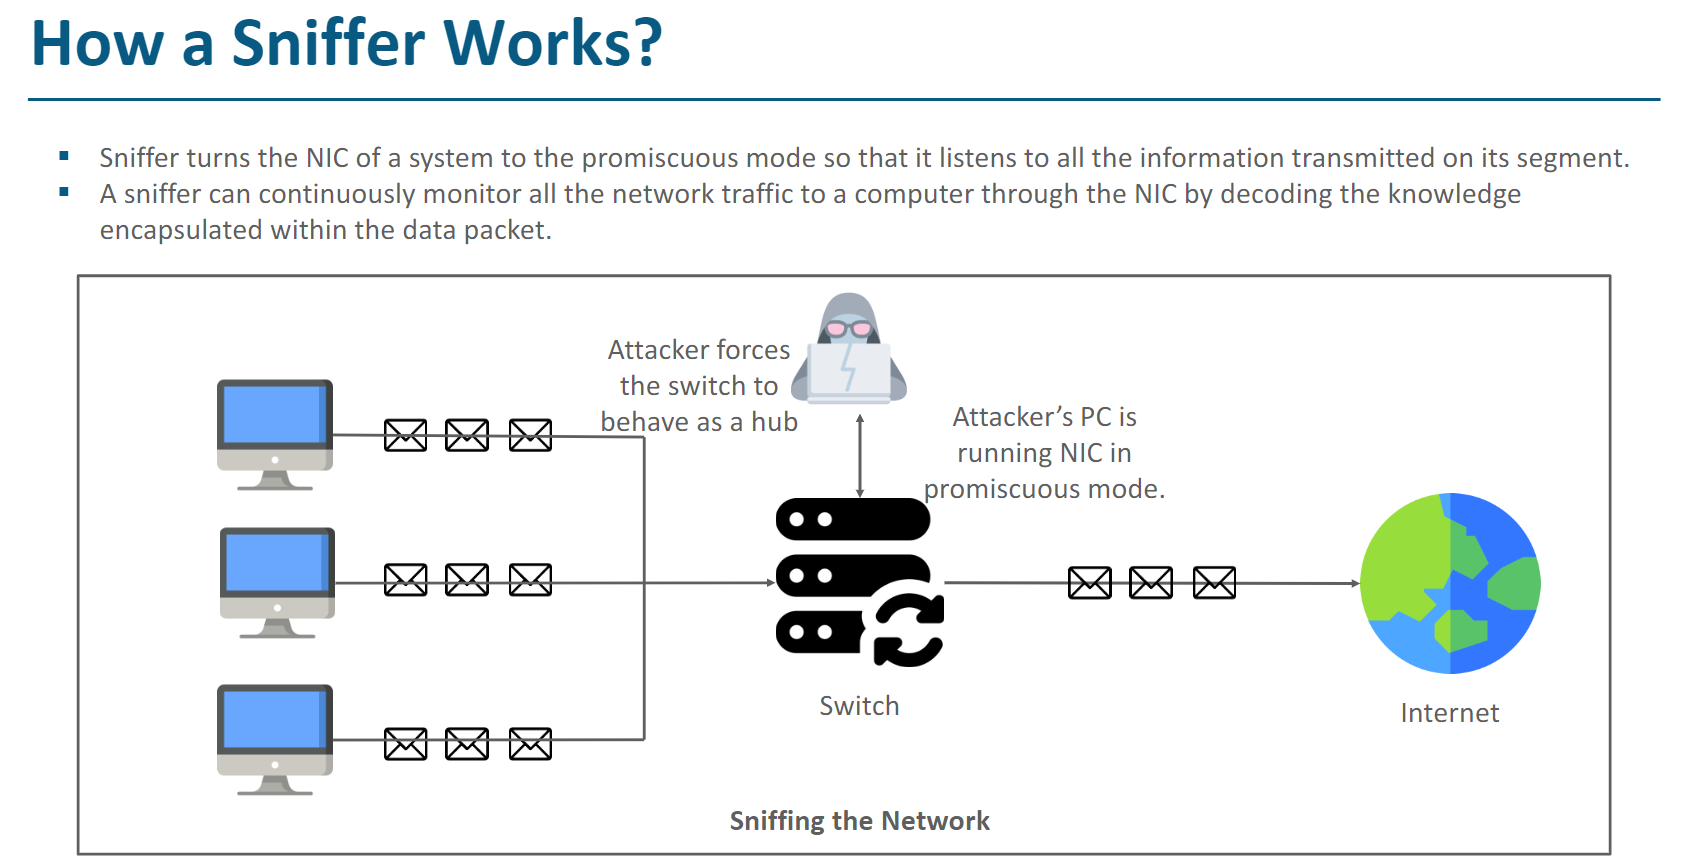 How a Sniffer Works?
▪ Sniffer turns the NIC of a system to the promiscuous mode so that it listens to all the information transmitted on its segment.
▪ A sniffer can continuously monitor all the network traffic to a computer through the NIC by decoding the knowledge
encapsulated within the data packet.
Attacker forces
the switch to
behave as a hub
Attacker’s PC is
running NIC in
promiscuous mode.
Switch
Internet
Sniffing the Network